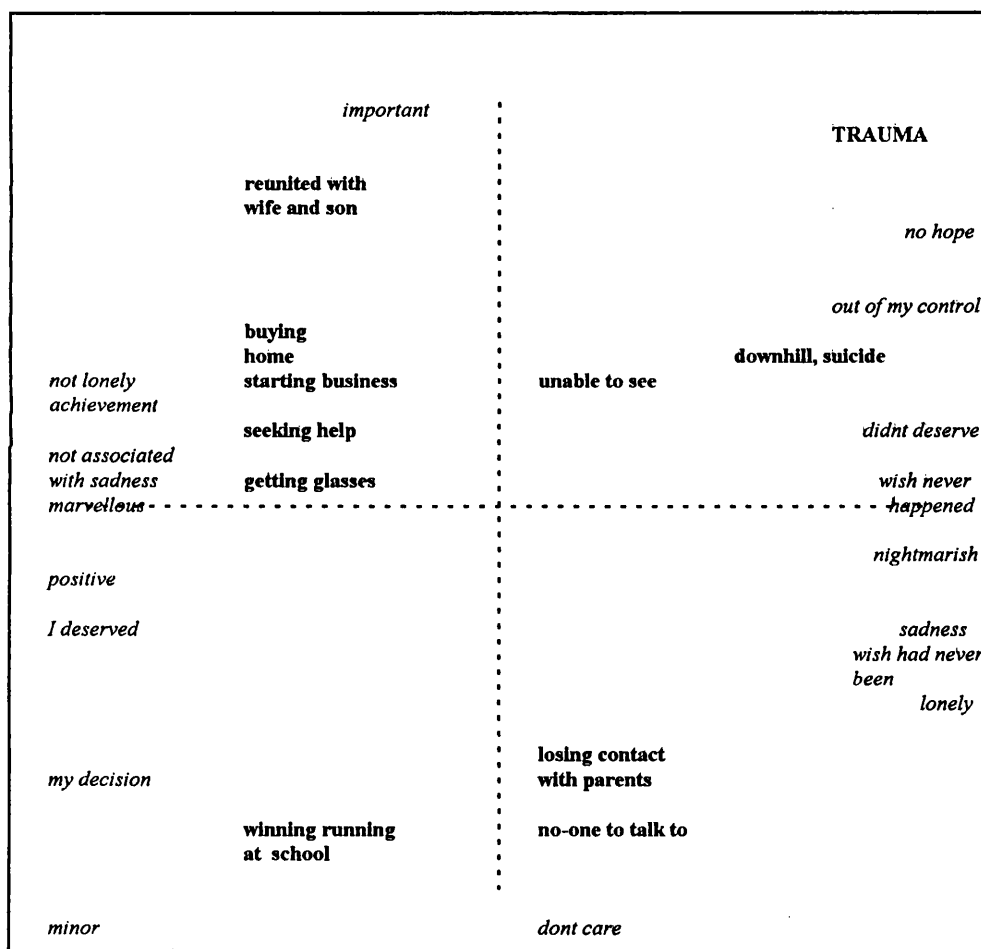 important
TRAUMA
reunited with
wife and son
no hope
out of my control
buying
home
downhill, suicide
not lonely
starting business
unable to see
achievement
seeking help
didnt deserve
not associated
with sadness
getting glasses
wish never
marvellous
happened
nightmarish
positive
I deserved
sadness
wish had never
been
lonely
losing contact
my decision
with parents
winning running
no-one to talk to
at school
minor
dont care